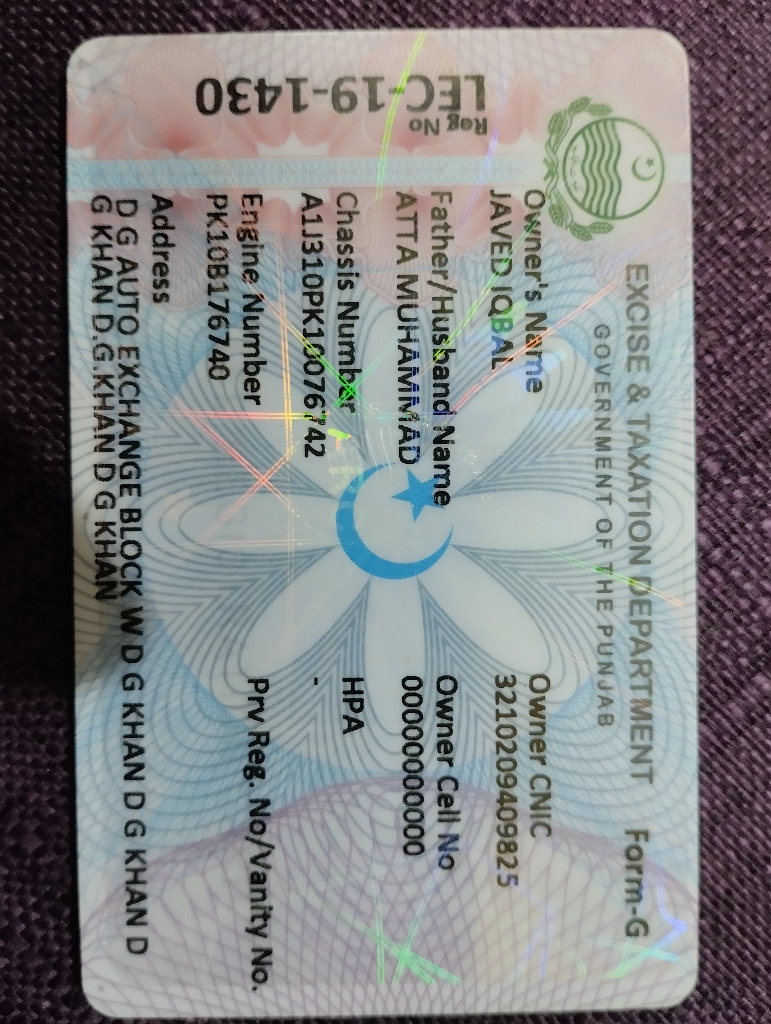 EXCISE & TAXATION DEPARTMENT Form-G
GOVERNMENT OF THE PUNJAB
Reg No
LEC-19-1430
Owner's Name
JAVED IQBAL
Owner CNIC
3210209409825
Father/Husband Name
ATTA MUHAMMAD
Owner Cell No
00000000000
Chassis Number
HPA
-
Engine Number
PK10B176740
Prv Reg. No/Vanity No.
Address
D G AUTO EXCHANGE BLOCK W D G KHAN D G KHAN D
G KHAN D.G.KHAN D G KHAN